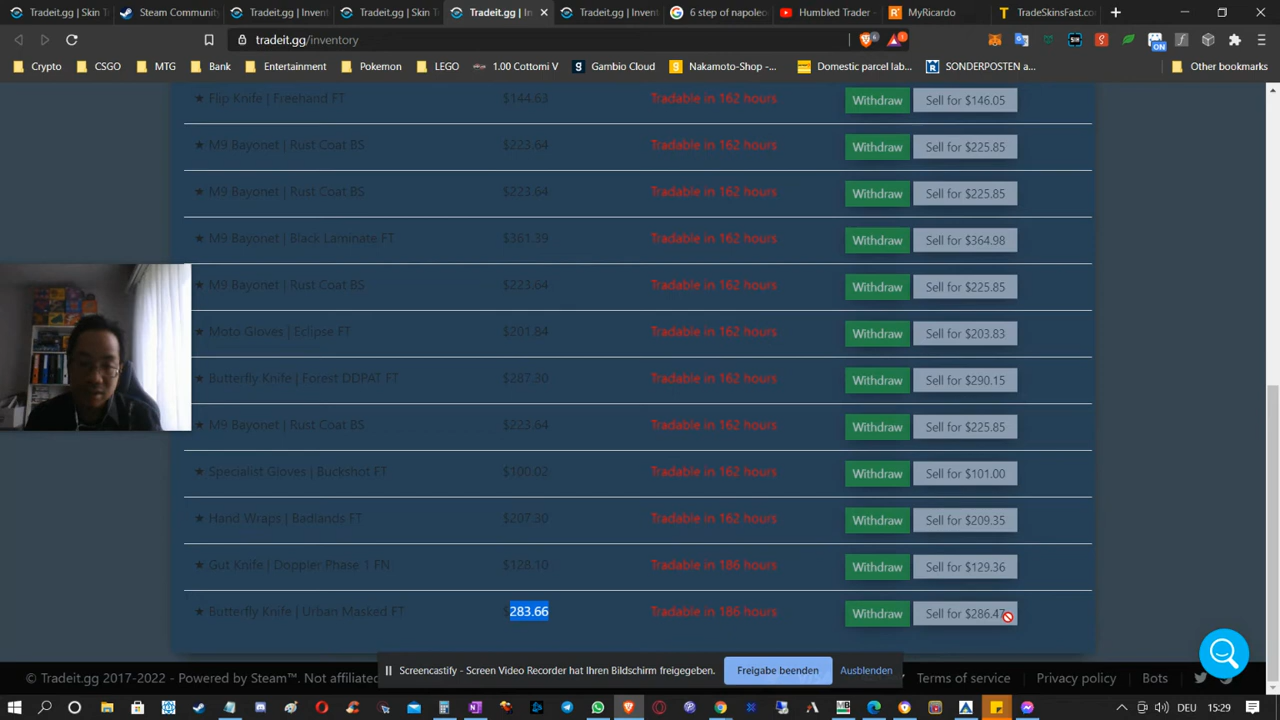 Tradeit.gg | Skin T
Steam Community
Tradeit.gg | Invent
Tradeit.gg | Skin T
Tradeit.gg | Invent
Tradeit.gg | Invent
6 step of napoleo
Humbled Trader -
MyRicardo
TradeSkinsFast.co
tradeit.gg/inventory
Crypto CSGO MTG Bank Entertainment Pokemon LEGO 1.00 Cottomi V Gambio Cloud Nakamoto-Shop -... Domestic parcel lab... SONDERPOSTEN a... Other bookmarks
ON
★ Flip Knife | Freehand FT $144.63 Tradable in 162 hours Withdraw Sell for $146.05
★ M9 Bayonet | Rust Coat BS $223.64 Tradable in 162 hours Withdraw Sell for $225.85
★ M9 Bayonet | Rust Coat BS $223.64 Tradable in 162 hours Withdraw Sell for $225.85
★ M9 Bayonet | Black Laminate FT $361.39 Tradable in 162 hours Withdraw Sell for $364.98
★ M9 Bayonet | Rust Coat BS $223.64 Tradable in 162 hours Withdraw Sell for $225.85
★ Moto Gloves | Eclipse FT $201.84 Tradable in 162 hours Withdraw Sell for $203.83
★ Butterfly Knife | Forest DDPAT FT $287.30 Tradable in 162 hours Withdraw Sell for $290.15
★ M9 Bayonet | Rust Coat BS $223.64 Tradable in 162 hours Withdraw Sell for $225.85
★ Specialist Gloves | Buckshot FT $100.02 Tradable in 162 hours Withdraw Sell for $101.00
★ Hand Wraps | Badlands FT $207.30 Tradable in 162 hours Withdraw Sell for $209.35
★ Gut Knife | Doppler Phase 1 FN $128.10 Tradable in 186 hours Withdraw Sell for $129.36
★ Butterfly Knife | Urban Masked FT $283.66 Tradable in 186 hours Withdraw Sell for $286.47
Screencastify - Screen Video Recorder hat Ihren Bildschirm freigegeben. Freigabe beenden Ausblenden
© Tradeit.gg 2017-2022 - Powered by Steam™. Not affiliated Terms of service Privacy policy Bots
DEU 15:29